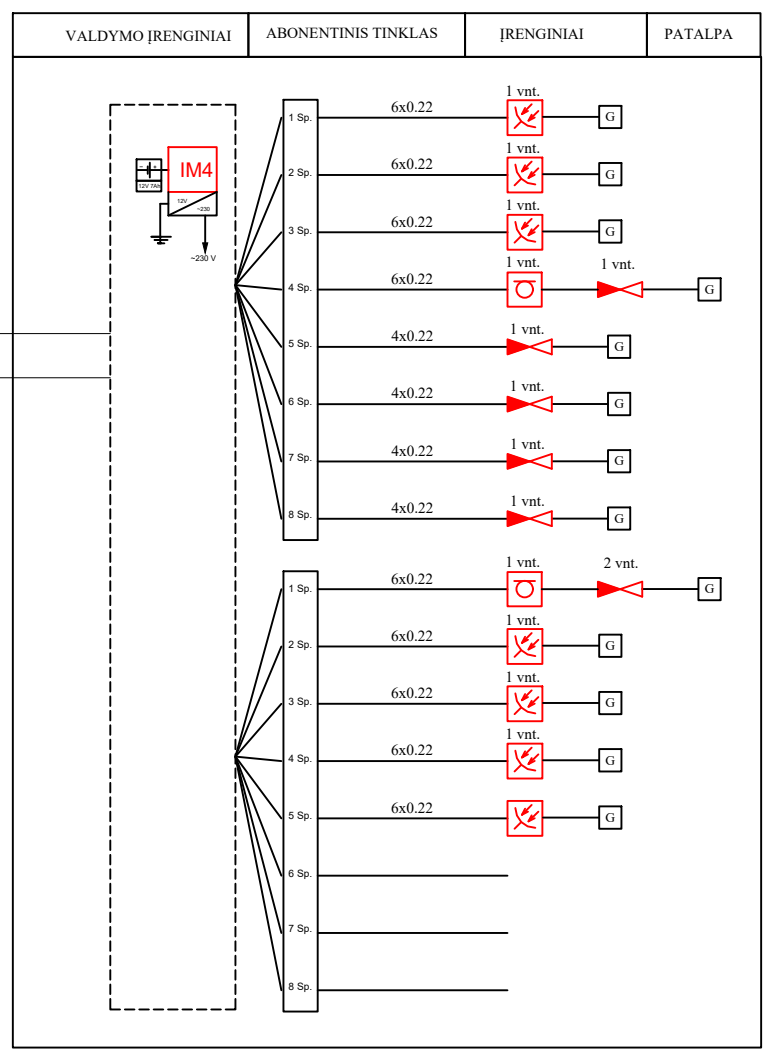 VALDYMO ĮRENGINIAI ABONENTINIS TINKLAS ĮRENGINIAI PATALPA
1 vnt.
1 Sp. 6x0.22 G
1 vnt.
2 Sp. 6x0.22 G
1 vnt.
3 Sp. 6x0.22 G
1 vnt. 1 vnt.
4 Sp. 6x0.22 G
1 vnt.
5 Sp. 4x0.22 G
1 vnt.
6 Sp. 4x0.22 G
1 vnt.
7 Sp. 4x0.22 G
1 vnt.
8 Sp. 4x0.22 G
- +
12V 7Ah
IM4
12V
~230
~230 V
1 vnt. 2 vnt.
1 Sp. 6x0.22 G
1 vnt.
2 Sp. 6x0.22 G
1 vnt.
3 Sp. 6x0.22 G
1 vnt.
4 Sp. 6x0.22 G
5 Sp. 6x0.22 G
6 Sp.
7 Sp.
8 Sp.